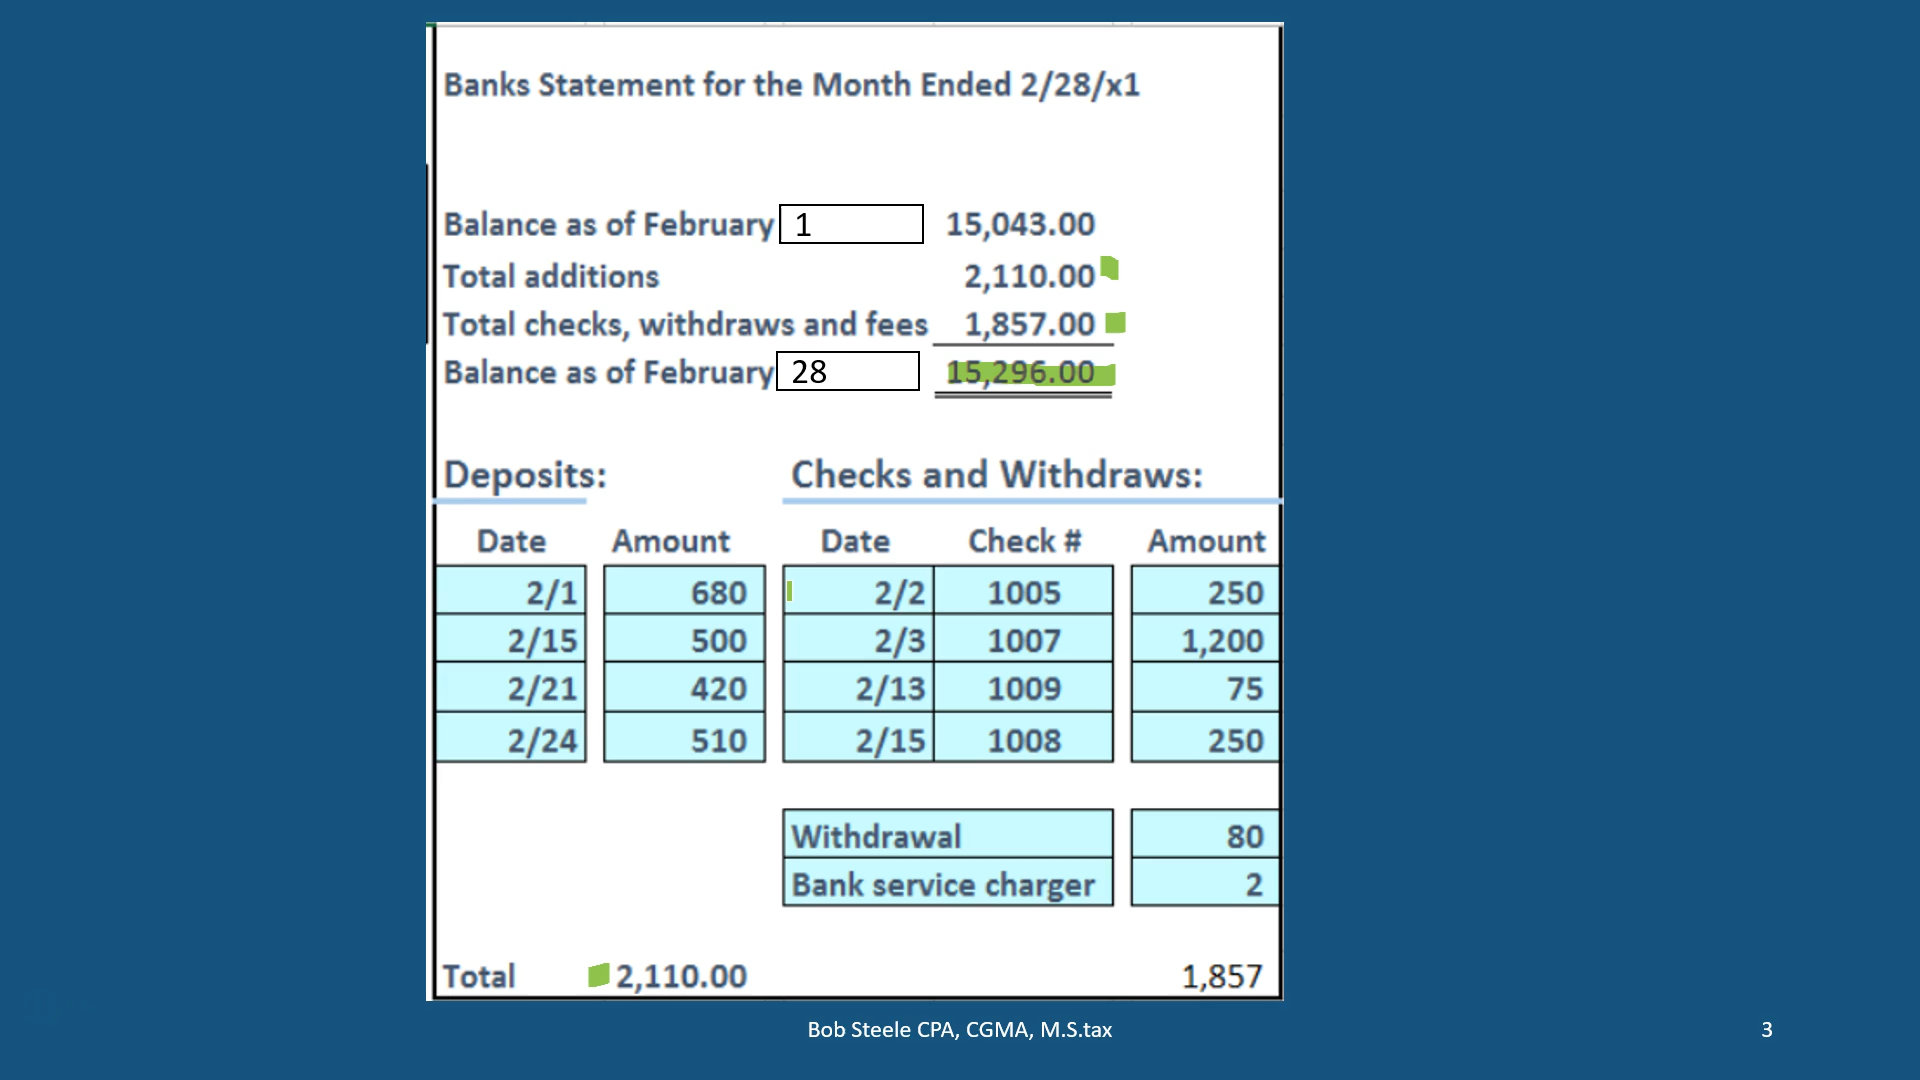 Banks Statement for the Month Ended 2/28/x1
Balance as of February 1 15,043.00
Total additions 2,110.00
Total checks, withdraws and fees 1,857.00
Balance as of February 28 15,296.00
Deposits: Checks and Withdraws:
Date Amount Date Check # Amount
2/1 680 2/2 1005 250
2/15 500 2/3 1007 1,200
2/21 420 2/13 1009 75
2/24 510 2/15 1008 250
Withdrawal 80
Bank service charger 2
Total 2,110.00 1,857
Bob Steele CPA, CGMA, M.S.tax 3